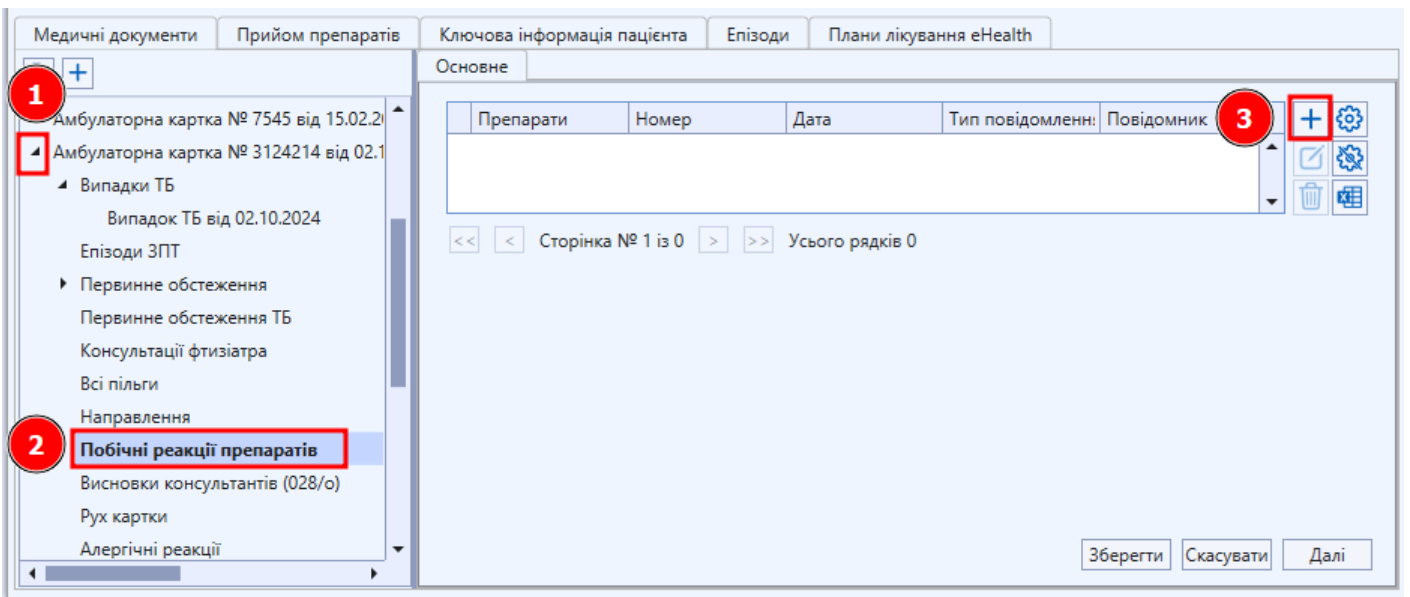 Медичні документи
Прийом препаратів
Ключова інформація пацієнта
Епізоди
Плани лікування eHealth
Основне
1
Амбулаторна картка № 7545 від 15.02.2
Амбулаторна картка № 3124214 від 02.1
Випадки ТБ
Випадок ТБ від 02.10.2024
Епізоди ЗПТ
Первинне обстеження
Первинне обстеження ТБ
Консультації фтизіатра
Всі пільги
Направлення
2
Побічні реакції препаратів
Висновки консультантів (028/о)
Рух картки
Алергічні реакції
Препарати
Номер
Дата
Тип повідомленн
Повідомник
3
<< < Сторінка № 1 із 0 > >> Усього рядків 0
Зберегти
Скасувати
Далі